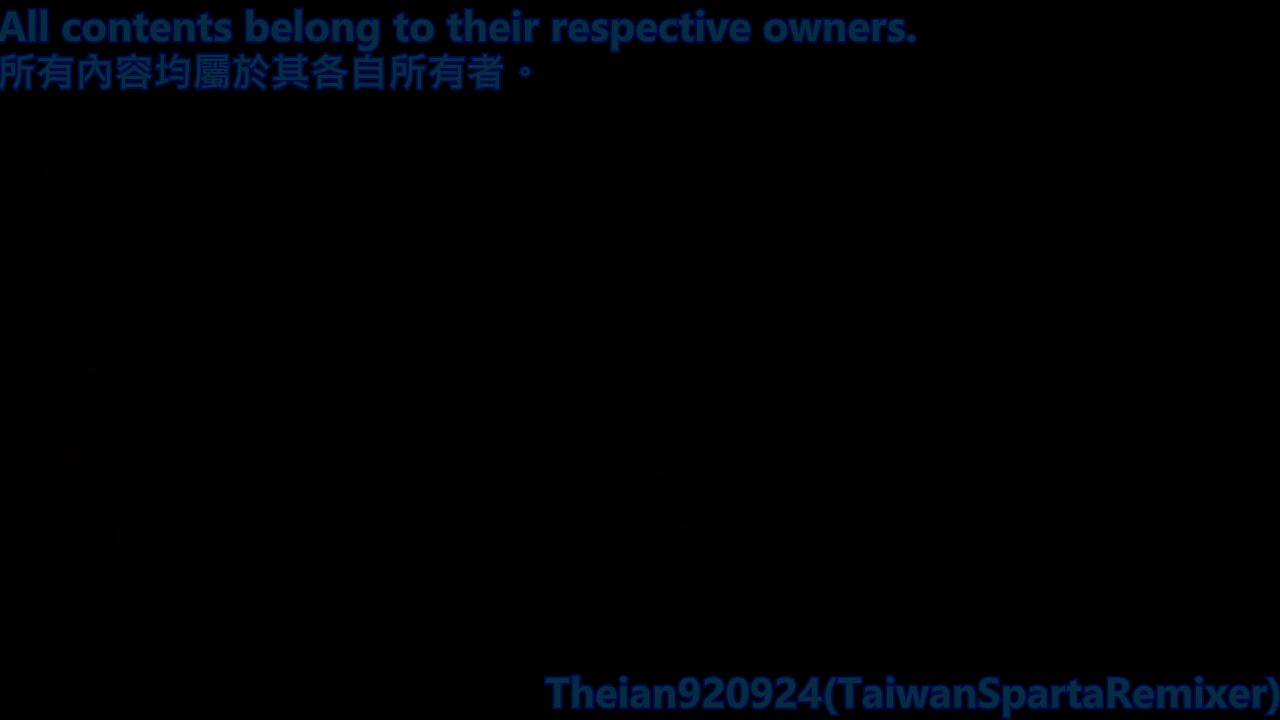 All contents belong to their respective owners.
所有內容均屬於其各自所有者。
Theian920924(TaiwanSpartaRemixer)